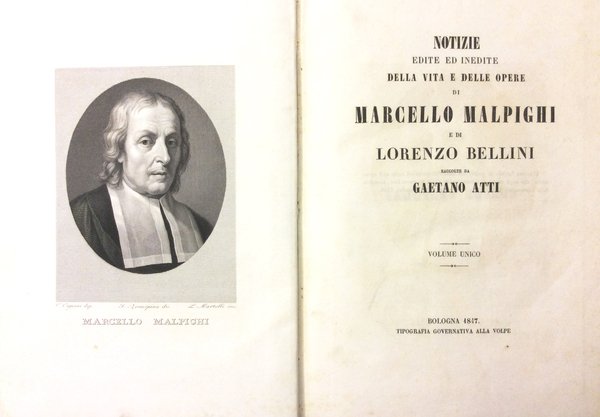 MARCELLO MALPIGHI
NOTIZIE
EDITE ED INEDITE
DELLA VITA E DELLE OPERE
DI
MARCELLO MALPIGHI
E DI
LORENZO BELLINI
RACCOLTE DA
GAETANO ATTI
VOLUME UNICO
BOLOGNA 1847.
TIPOGRAFIA GOVERNATIVA ALLA VOLPE